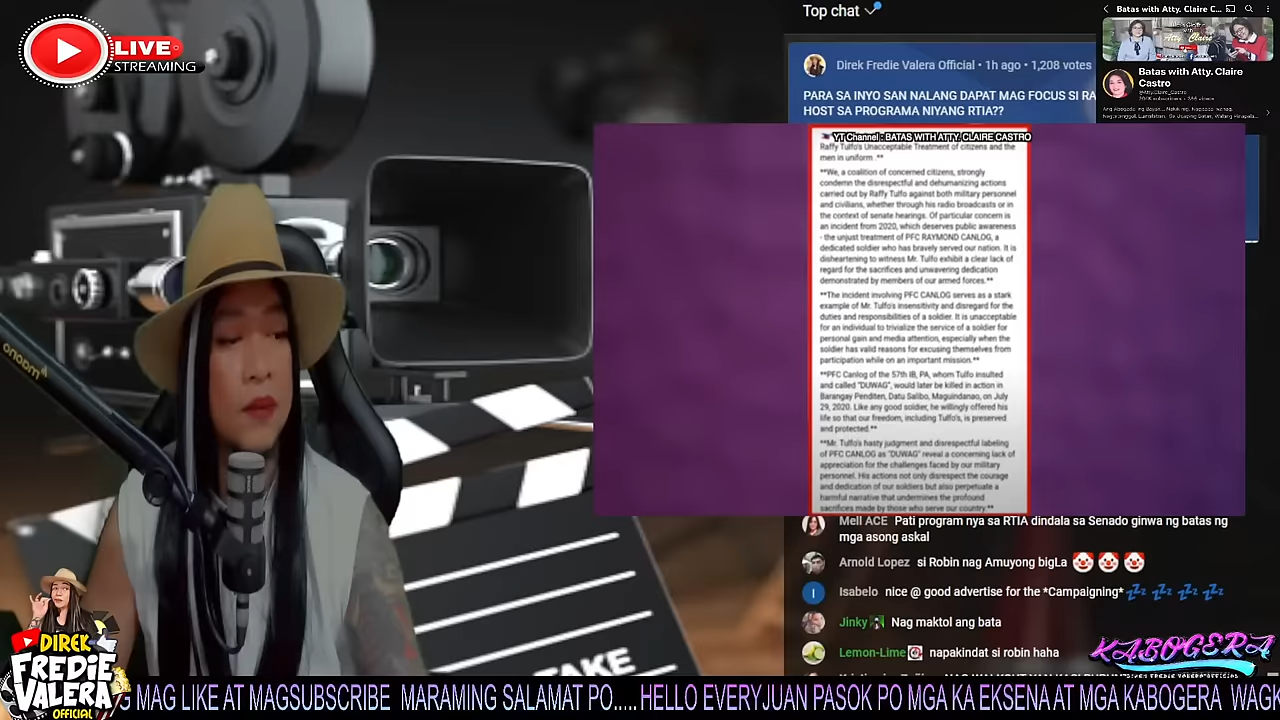 LIVE
STREAMING
Top chat
Batas with Atty. Claire C...
Direk Fredie Valera Official • 1h ago • 1,208 votes
PARA SA INYO SAN NALANG DAPAT MAG FOCUS SI RA
HOST SA PROGRAMA NIYANG RTIA??
Batas with Atty. Claire
Castro
YT Channel : BATAS WITH ATTY. CLAIRE CASTRO
Raffy Tulfo's Unacceptable Treatment of citizens and the
men in uniform .**
**We, a coalition of concerned citizens, strongly
condemn the disrespectful and dehumanizing actions
carried out by Raffy Tulfo against both military personnel
and civilians, whether through his radio broadcasts or in
the context of senate hearings. Of particular concern is
an incident from 2020, which deserves public awareness
- the unjust treatment of PFC RAYMOND CANLOG, a
dedicated soldier who has bravely served our nation. It is
disheartening to witness Mr. Tulfo exhibit a clear lack of
regard for the sacrifices and unwavering dedication
demonstrated by members of our armed forces.**
**The incident involving PFC CANLOG serves as a stark
example of Mr. Tulfo's insensitivity and disregard for the
duties and responsibilities of a soldier. It is unacceptable
for an individual to trivialize the service of a soldier for
personal gain and media attention, especially when the
soldier has valid reasons for excusing themselves from
participation while on an important mission.**
**PFC Canlog of the 57th IB, PA, whom Tulfo insulted
and called "DUWAG", would later be killed in action in
Barangay Penditen, Datu Salibo, Maguindanao, on July
29, 2020. Like any good soldier, he willingly offered his
life so that our freedom, including Tulfo's, is preserved
and protected.**
**Mr. Tulfo's hasty judgment and disrespectful labeling
of PFC CANLOG as "DUWAG" reveal a concerning lack of
appreciation for the challenges faced by our military
personnel. His actions not only disrespect the courage
and dedication of our soldiers but also perpetuate a
harmful narrative that undermines the profound
sacrifices made by those who serve our country.**
Mell ACE Pati program nya sa RTIA dindala sa Senado ginwa ng batas ng
mga asong askal
Arnold Lopez si Robin nag Amuyong bigLa 🤡🤡🤡
I Isabelo nice @ good advertise for the *Campaigning* 💤💤💤💤
Jinky Nag maktol ang bata
Lemon-Lime napakindat si robin haha
maono
TAKE
DIREK
FREDIE
VALERA
OFFICIAL
KABOGERA
G MAG LIKE AT MAGSUBSCRIBE MARAMING SALAMAT PO.....HELLO EVERYJUAN PASOK PO MGA KA EKSENA AT MGA KABOGERA WAGK